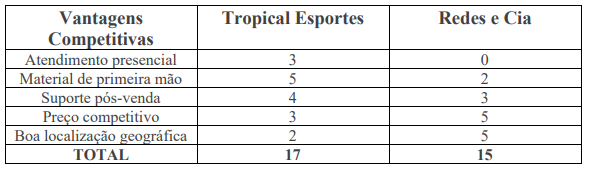 Vantagens Competitivas Tropical Esportes Redes e Cia
Atendimento presencial 3 0
Material de primeira mão 5 2
Suporte pós-venda 4 3
Preço competitivo 3 5
Boa localização geográfica 2 5
TOTAL 17 15